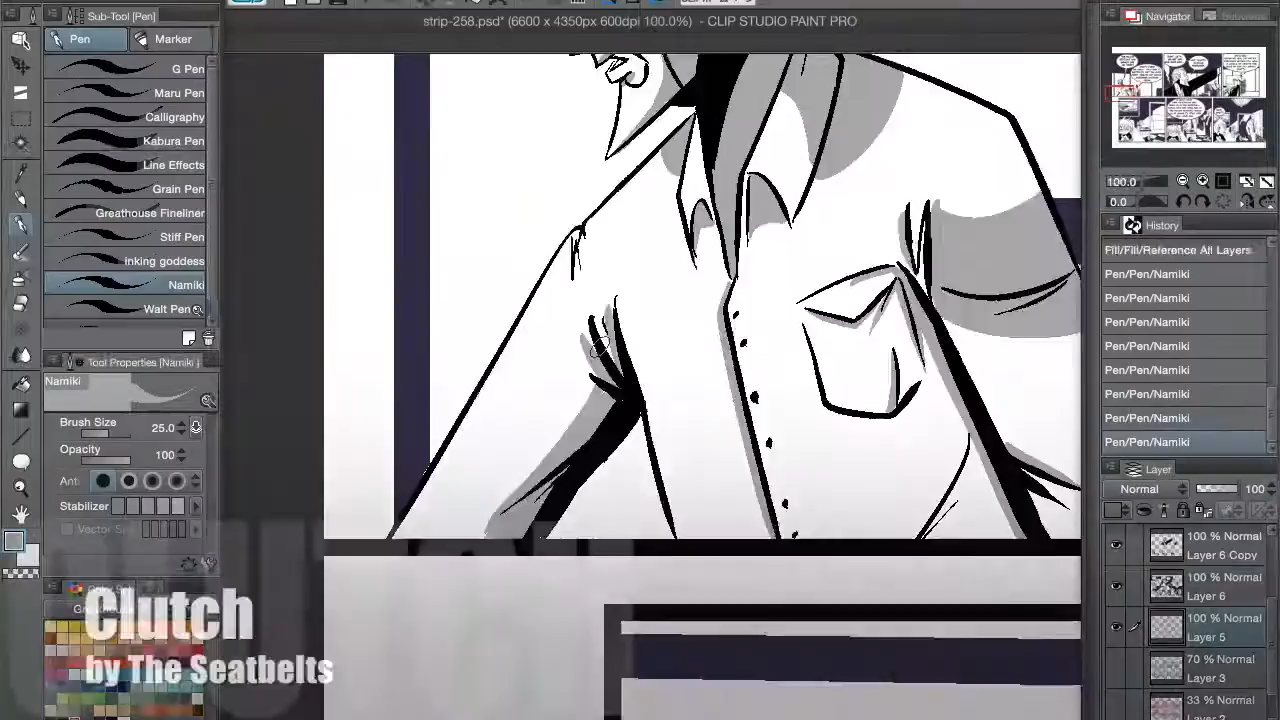 Sub-Tool [Pen]
strip-258.psd* (6600 x 4350px 600dpi 100.0%) - CLIP STUDIO PAINT PRO
Navigator
Pen
Marker
G Pen
Maru Pen
Calligraphy
Kabura Pen
Line Effects
Grain Pen
Greathouse Fineliner
Stiff Pen
inking goddess
Namiki
Walt Pen
Tool Properties [Namiki ]
Namiki
Brush Size
25.0
Opacity
100
Anti
Stabilizer
Vector
100.0
0.0
History
Fill/Fill/Reference All Layers
Pen/Pen/Namiki
Pen/Pen/Namiki
Pen/Pen/Namiki
Pen/Pen/Namiki
Pen/Pen/Namiki
Pen/Pen/Namiki
Pen/Pen/Namiki
Pen/Pen/Namiki
Layer
Normal
100
100 % Normal
Layer 6 Copy
100 % Normal
Layer 6
100 % Normal
Layer 5
70 % Normal
Layer 3
33 % Normal
Clutch
by The Seatbelts